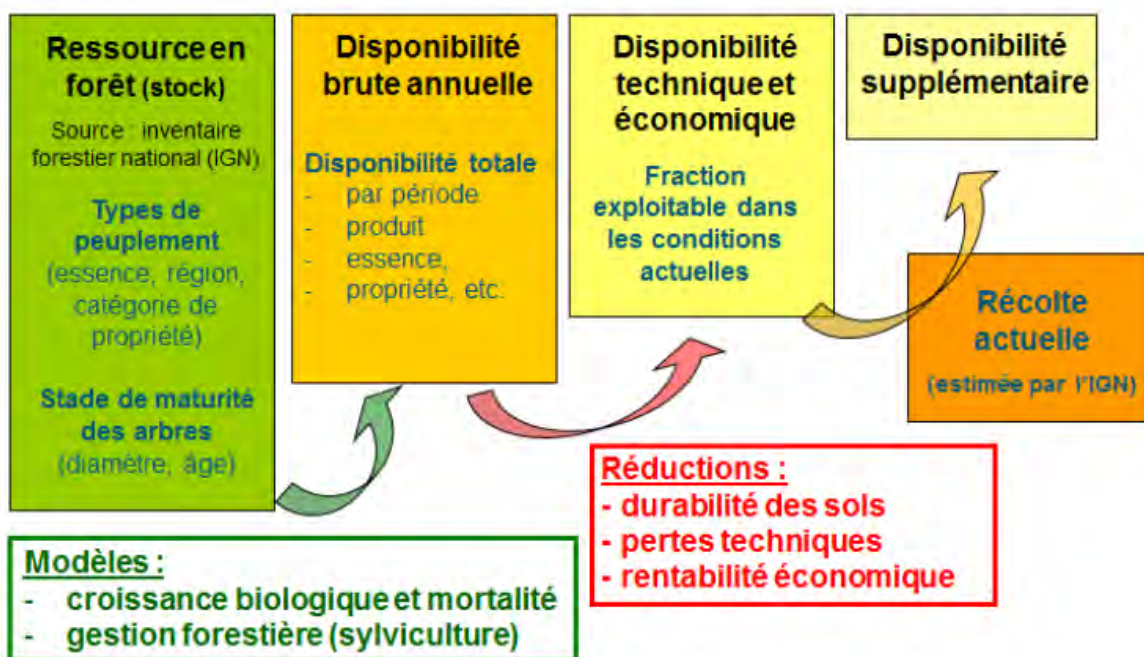 Ressource en
forêt (stock)
Source : inventaire
forestier national (IGN)
Types de
peuplement
(essence, région,
catégorie de
propriété)
Stade de maturité
des arbres
(diamètre, âge)
Disponibilité
brute annuelle
Disponibilité totale
- par période
- produit
- essence,
- propriété, etc.
Disponibilité
technique et
économique
Fraction
exploitable dans
les conditions
actuelles
Disponibilité
supplémentaire
Récolte
actuelle
(estimée par l'IGN)
Modèles :
- croissance biologique et mortalité
- gestion forestière (sylviculture)
Réductions :
- durabilité des sols
- pertes techniques
- rentabilité économique